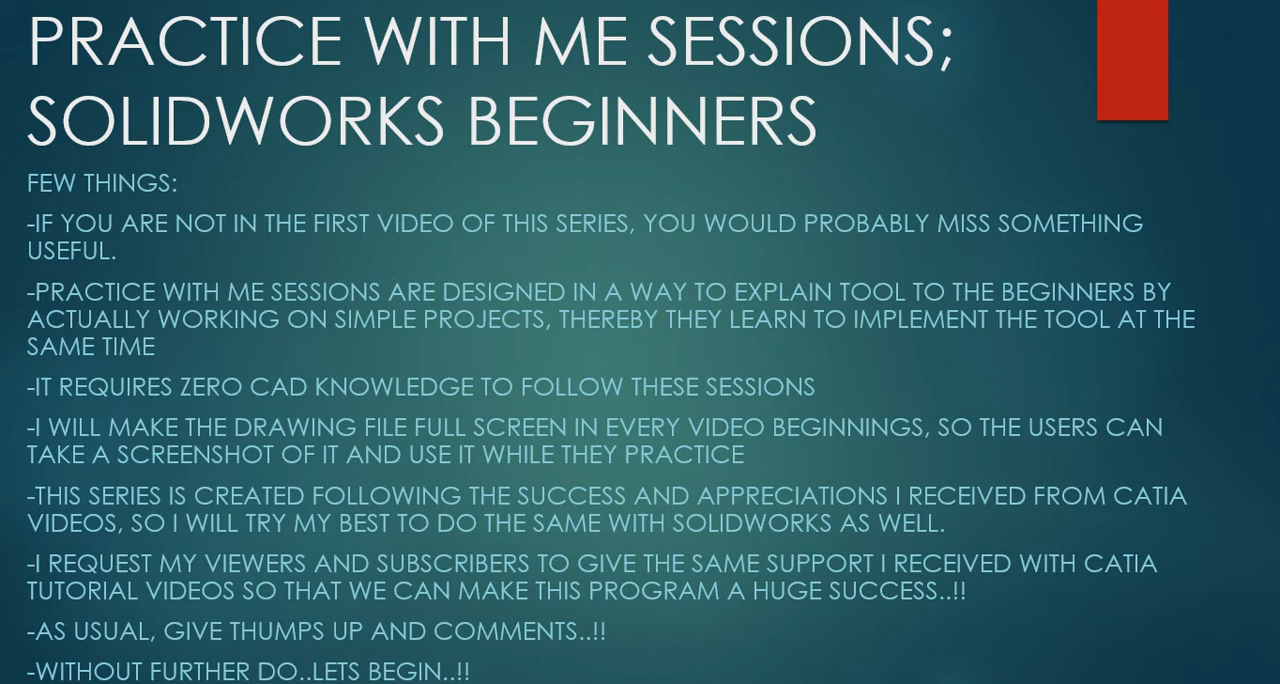 PRACTICE WITH ME SESSIONS;
SOLIDWORKS BEGINNERS
FEW THINGS:
-IF YOU ARE NOT IN THE FIRST VIDEO OF THIS SERIES, YOU WOULD PROBABLY MISS SOMETHING
USEFUL.
-PRACTICE WITH ME SESSIONS ARE DESIGNED IN A WAY TO EXPLAIN TOOL TO THE BEGINNERS BY
ACTUALLY WORKING ON SIMPLE PROJECTS, THEREBY THEY LEARN TO IMPLEMENT THE TOOL AT THE
SAME TIME
-IT REQUIRES ZERO CAD KNOWLEDGE TO FOLLOW THESE SESSIONS
-I WILL MAKE THE DRAWING FILE FULL SCREEN IN EVERY VIDEO BEGINNINGS, SO THE USERS CAN
TAKE A SCREENSHOT OF IT AND USE IT WHILE THEY PRACTICE
-THIS SERIES IS CREATED FOLLOWING THE SUCCESS AND APPRECIATIONS I RECEIVED FROM CATIA
VIDEOS, SO I WILL TRY MY BEST TO DO THE SAME WITH SOLIDWORKS AS WELL.
-I REQUEST MY VIEWERS AND SUBSCRIBERS TO GIVE THE SAME SUPPORT I RECEIVED WITH CATIA
TUTORIAL VIDEOS SO THAT WE CAN MAKE THIS PROGRAM A HUGE SUCCESS..!!
-AS USUAL, GIVE THUMPS UP AND COMMENTS..!!
-WITHOUT FURTHER DO..LETS BEGIN..!!